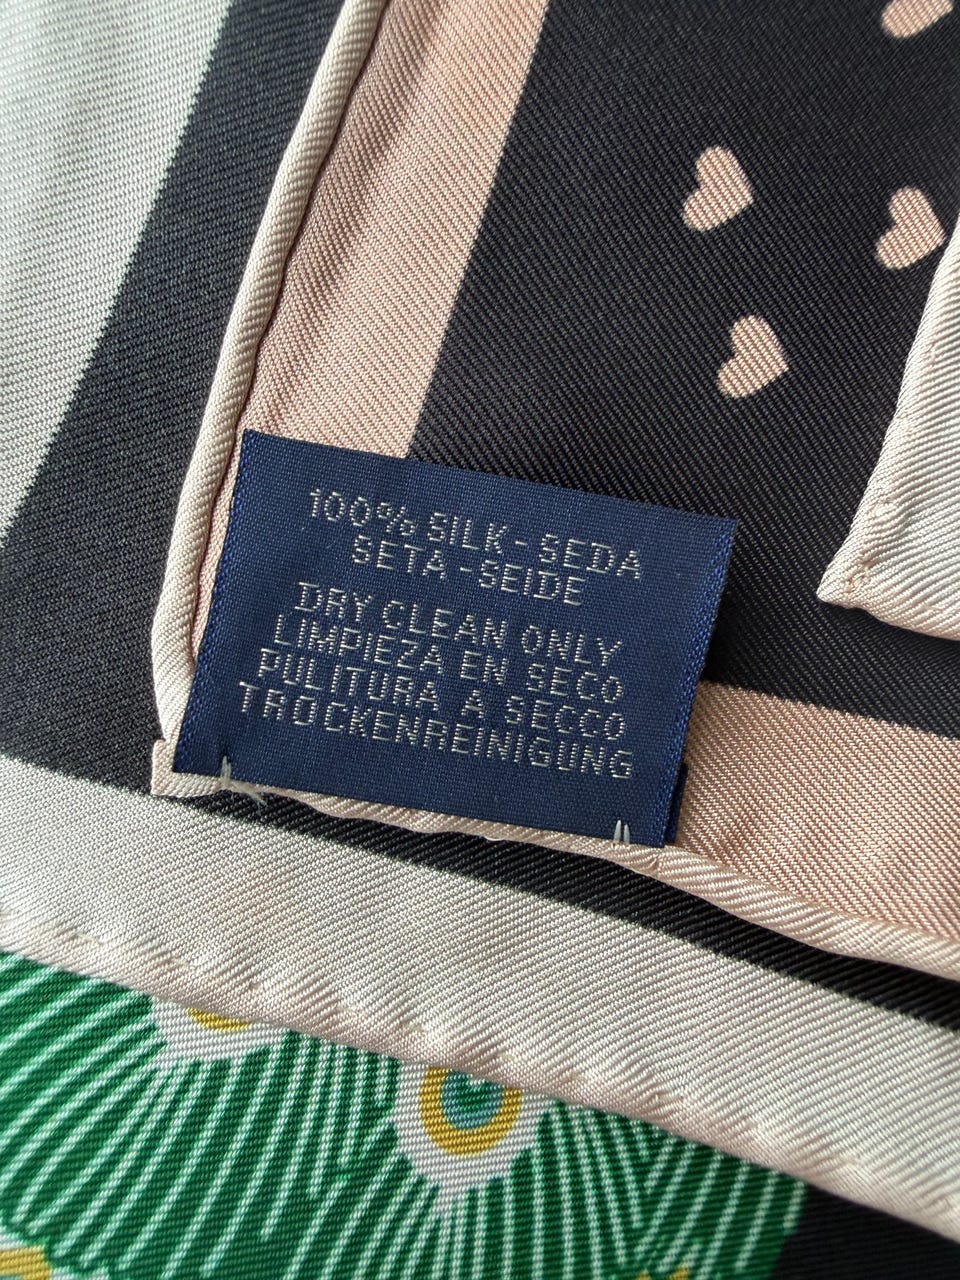 100% SILK - SEDA
SETA - SEIDE
DRY CLEAN ONLY
LIMPIEZA EN SECO
PULITURA A SECCO
TROCKENREINIGUNG